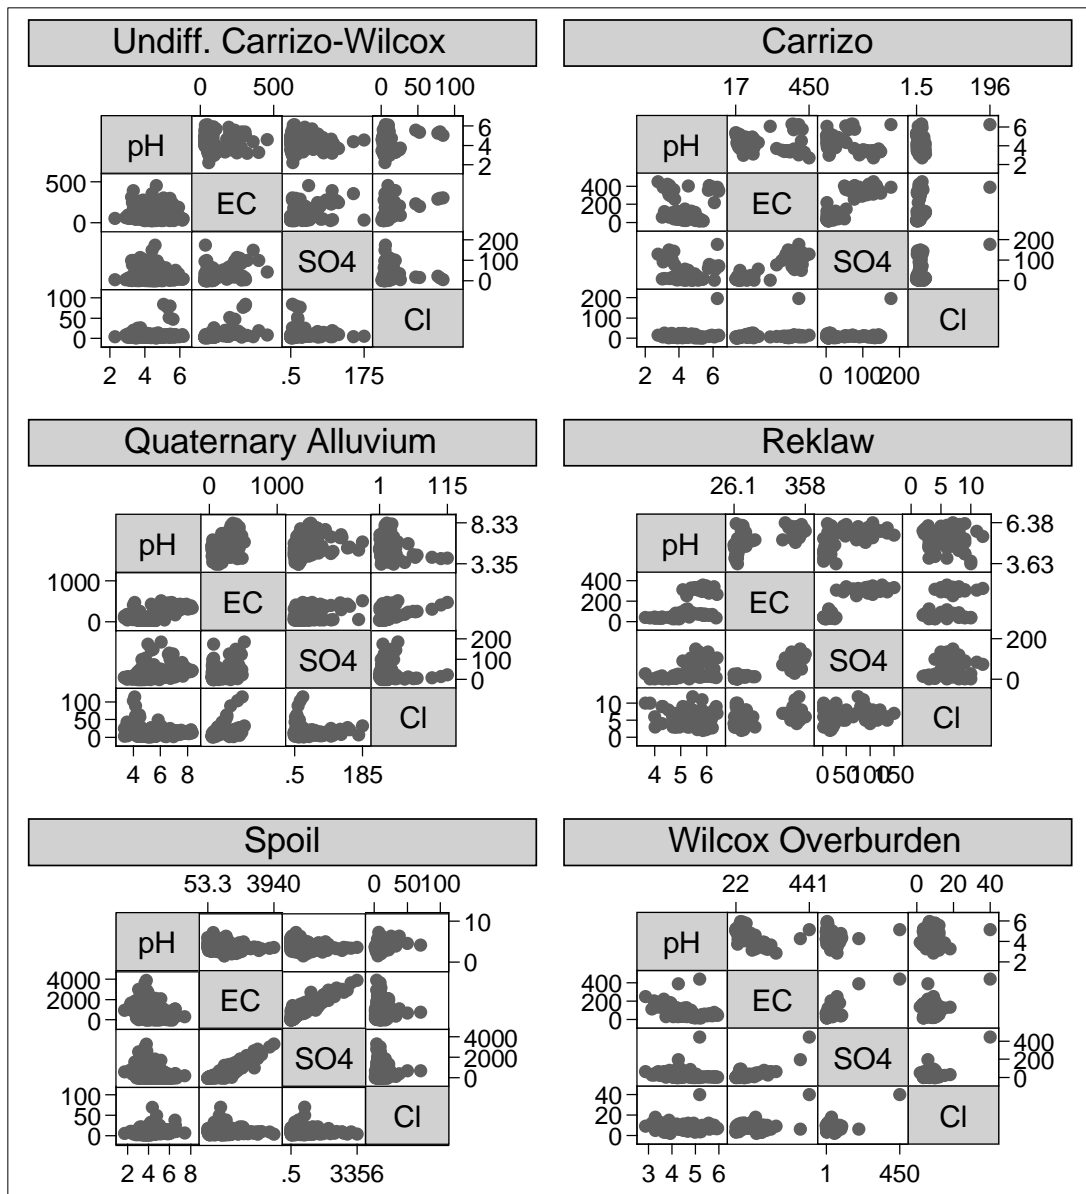 Undiff. Carrizo-Wilcox
0 500 0 50 100
pH 6 4 2
500 0 EC
SO4 200 100 0
100 50 0 Cl
2 4 6 .5 175
Carrizo
17 450 1.5 196
pH 6 4 2
400 200 0 EC
SO4 200 100 0
200 100 0 Cl
2 4 6 0 100 200
Quaternary Alluvium
0 1000 1 115
pH 8.33 3.35
1000 0 EC
SO4 200 100 0
100 50 0 Cl
4 6 8 .5 185
Reklaw
26.1 358 0 5 10
pH 6.38 3.63
400 200 0 EC
SO4 200 0
10 5 0 Cl
4 5 6 0 50 100 150
Spoil
53.3 3940 0 50 100
pH 10 0
4000 2000 0 EC
SO4 4000 2000 0
100 50 0 Cl
2 4 6 8 .5 3356
Wilcox Overburden
22 441 0 20 40
pH 6 4 2
400 200 0 EC
SO4 400 200 0
40 20 0 Cl
3 4 5 6 1 450